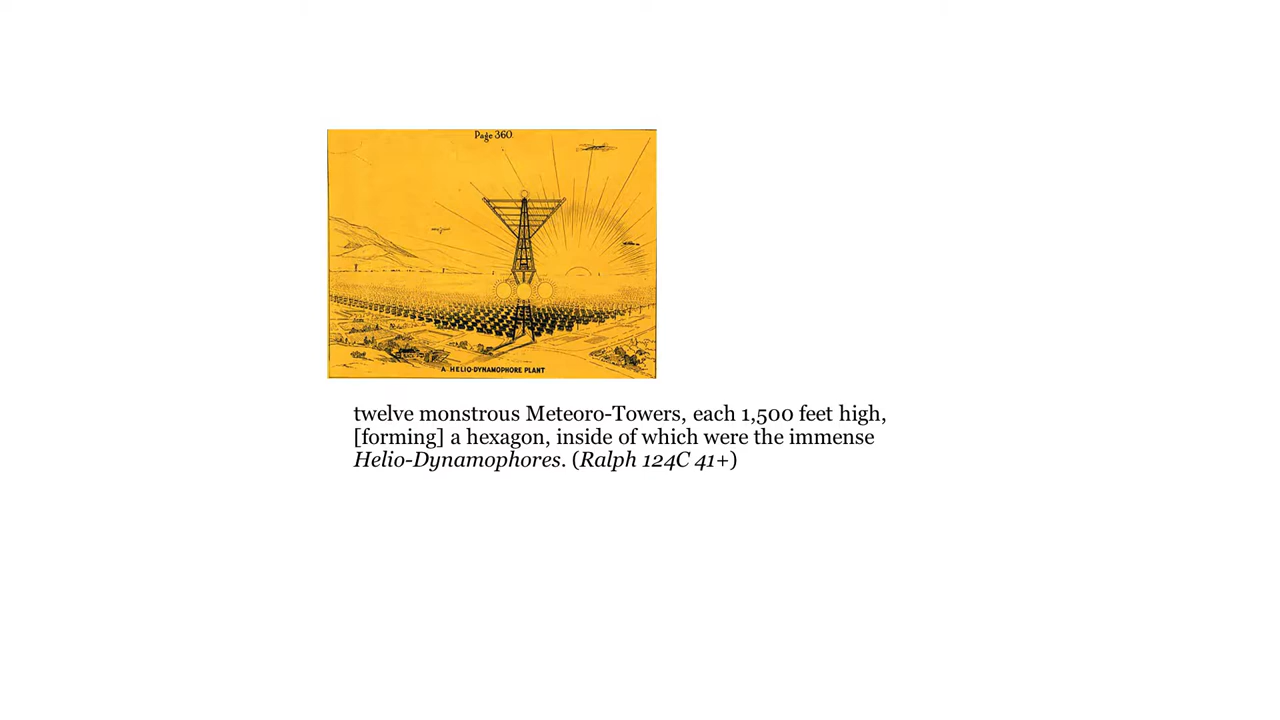 Page 360.
A HELIO-DYNAMOPHORE PLANT
twelve monstrous Meteoro-Towers, each 1,500 feet high,
[forming] a hexagon, inside of which were the immense
Helio-Dynamophores. (Ralph 124C 41+)